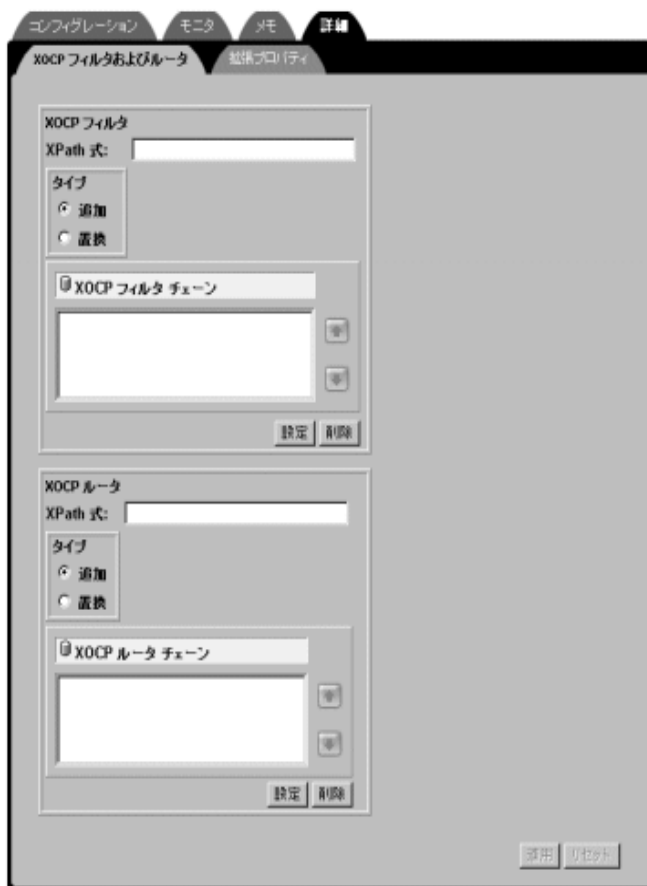 コンフィグレーション モニタ メモ 詳細
XOCP フィルタおよびルータ 拡張プロパティ
XOCP フィルタ
XPath 式:
タイプ
追加
置換
XOCP フィルタ チェーン
設定 削除
XOCP ルータ
XPath 式:
タイプ
追加
置換
XOCP ルータ チェーン
設定 削除
適用 リセット